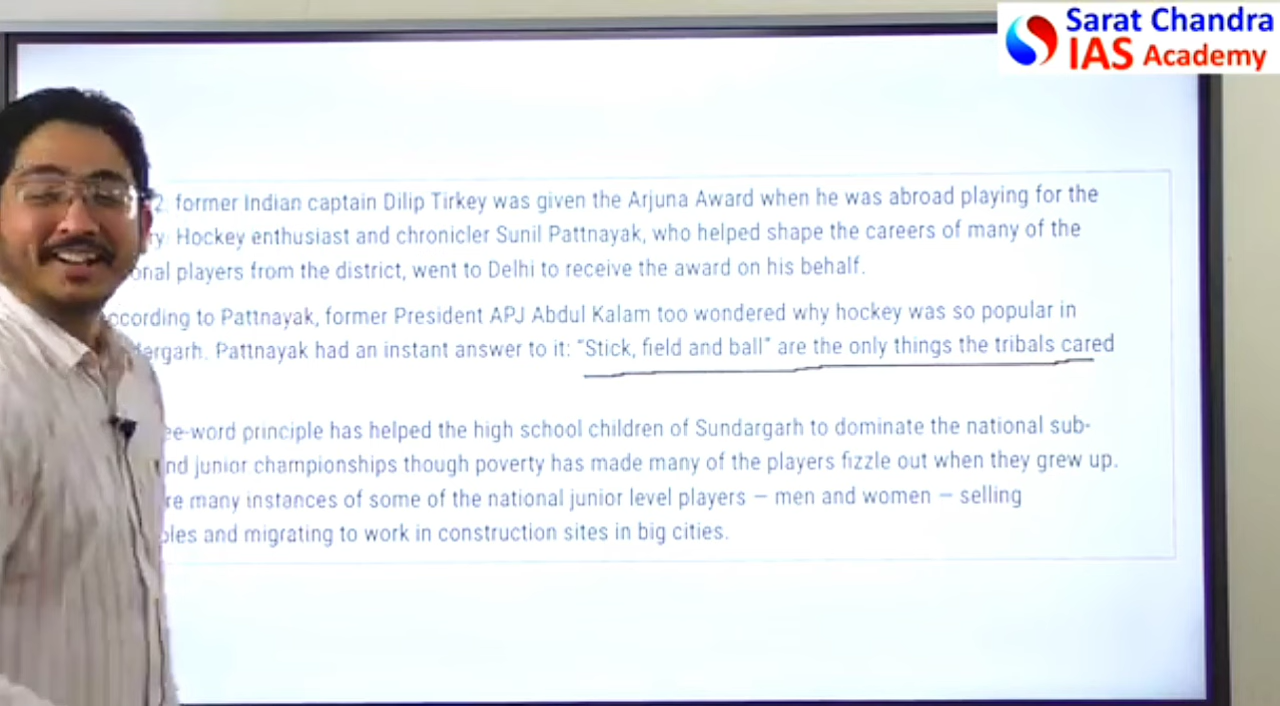 Sarat Chandra
IAS Academy
2, former Indian captain Dilip Tirkey was given the Arjuna Award when he was abroad playing for the
Hockey enthusiast and chronicler Sunil Pattnayak, who helped shape the careers of many of the
players from the district, went to Delhi to receive the award on his behalf.
to Pattnayak, former President APJ Abdul Kalam too wondered why hockey was so popular in
Pattnayak had an instant answer to it: “Stick, field and ball” are the only things the tribals cared
principle has helped the high school children of Sundargarh to dominate the national sub-
junior championships though poverty has made many of the players fizzle out when they grew up.
many instances of some of the national junior level players – men and women – selling
and migrating to work in construction sites in big cities.